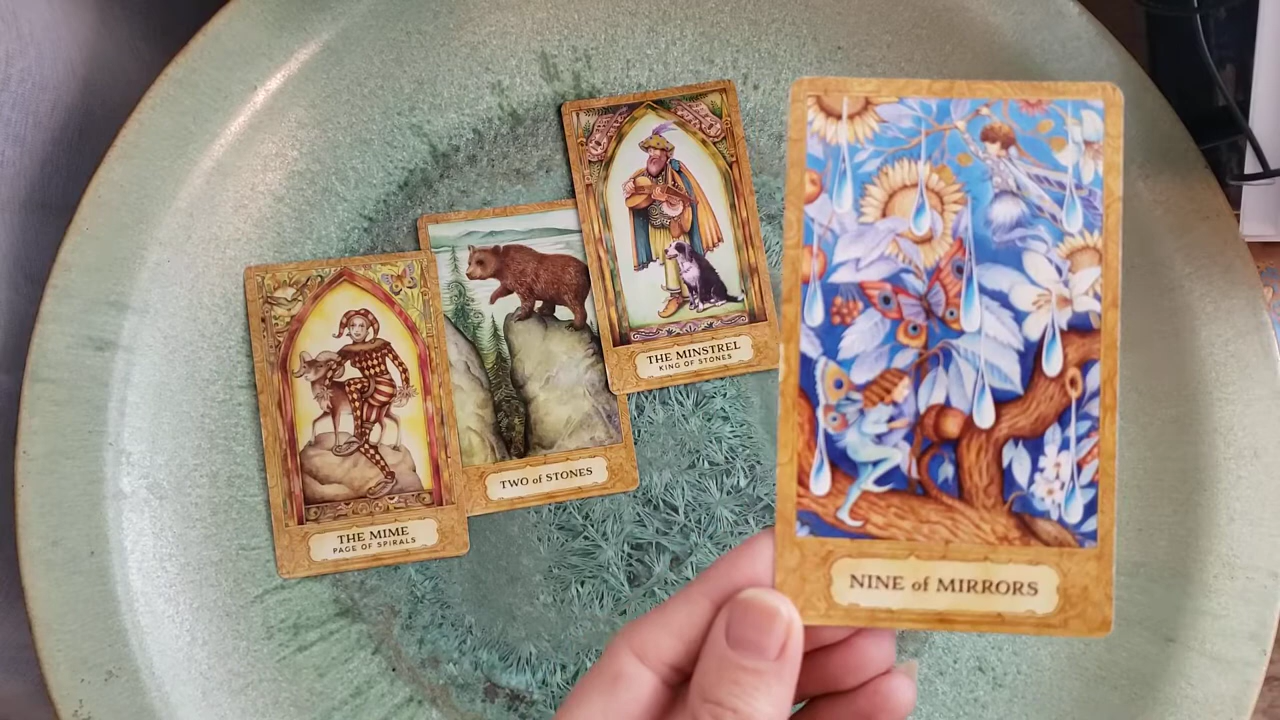 THE MIME
PAGE OF SPIRALS
TWO of STONES
THE MINSTREL
KING OF STONES
NINE of MIRRORS